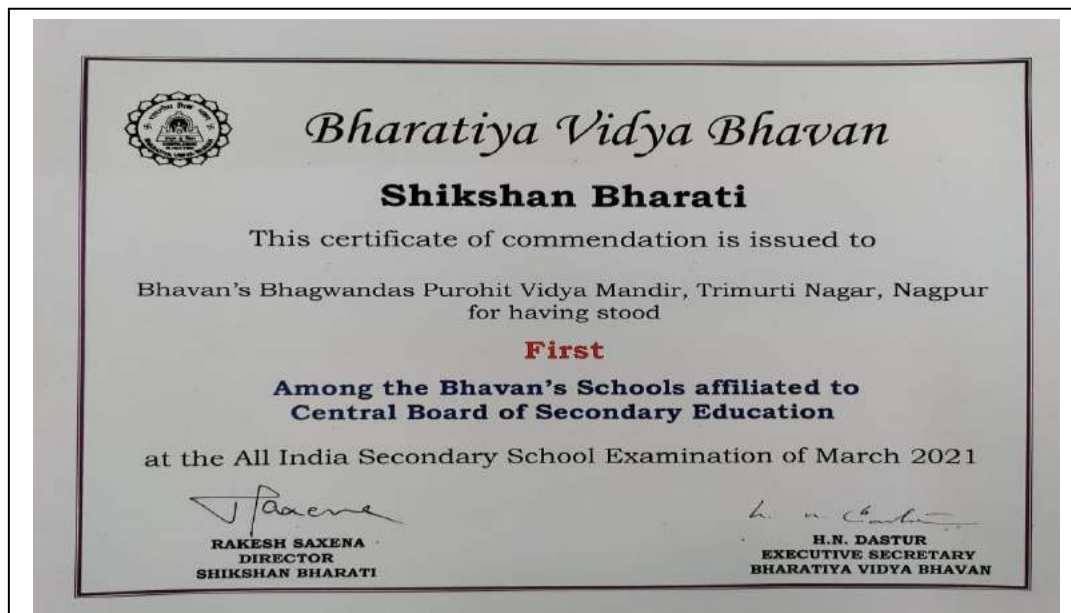 Bharatiya Vidya Bhavan
Shikshan Bharati
This certificate of commendation is issued to
Bhavan's Bhagwandas Purohit Vidya Mandir, Trimurti Nagar, Nagpur
for having stood
First
Among the Bhavan's Schools affiliated to
Central Board of Secondary Education
at the All India Secondary School Examination of March 2021
RAKESH SAXENA
DIRECTOR
SHIKSHAN BHARATI
H.N. DASTUR
EXECUTIVE SECRETARY
BHARATIYA VIDYA BHAVAN